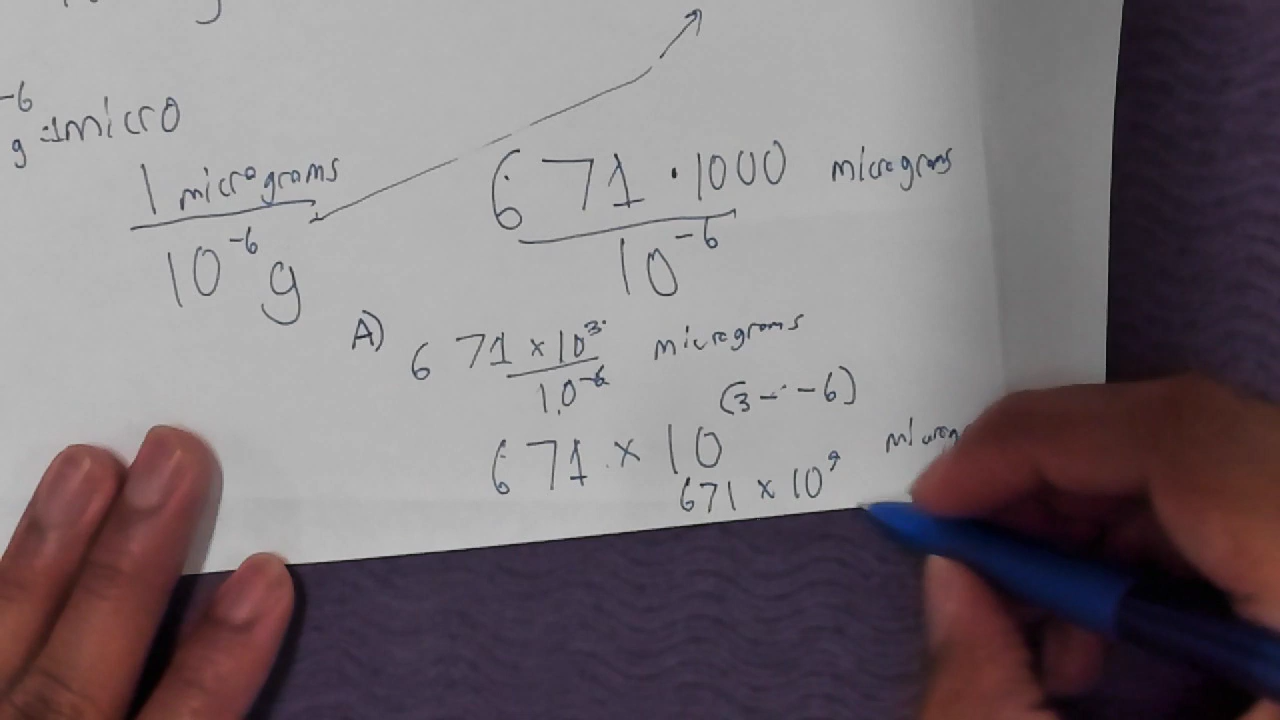 -6
g =1micro
1 micrograms
10^-6 g
671 · 1000 micrograms
10^-6
A) 671 × 10^3 micrograms
10^-6
671 × 10^(3--6)
671 × 10^9